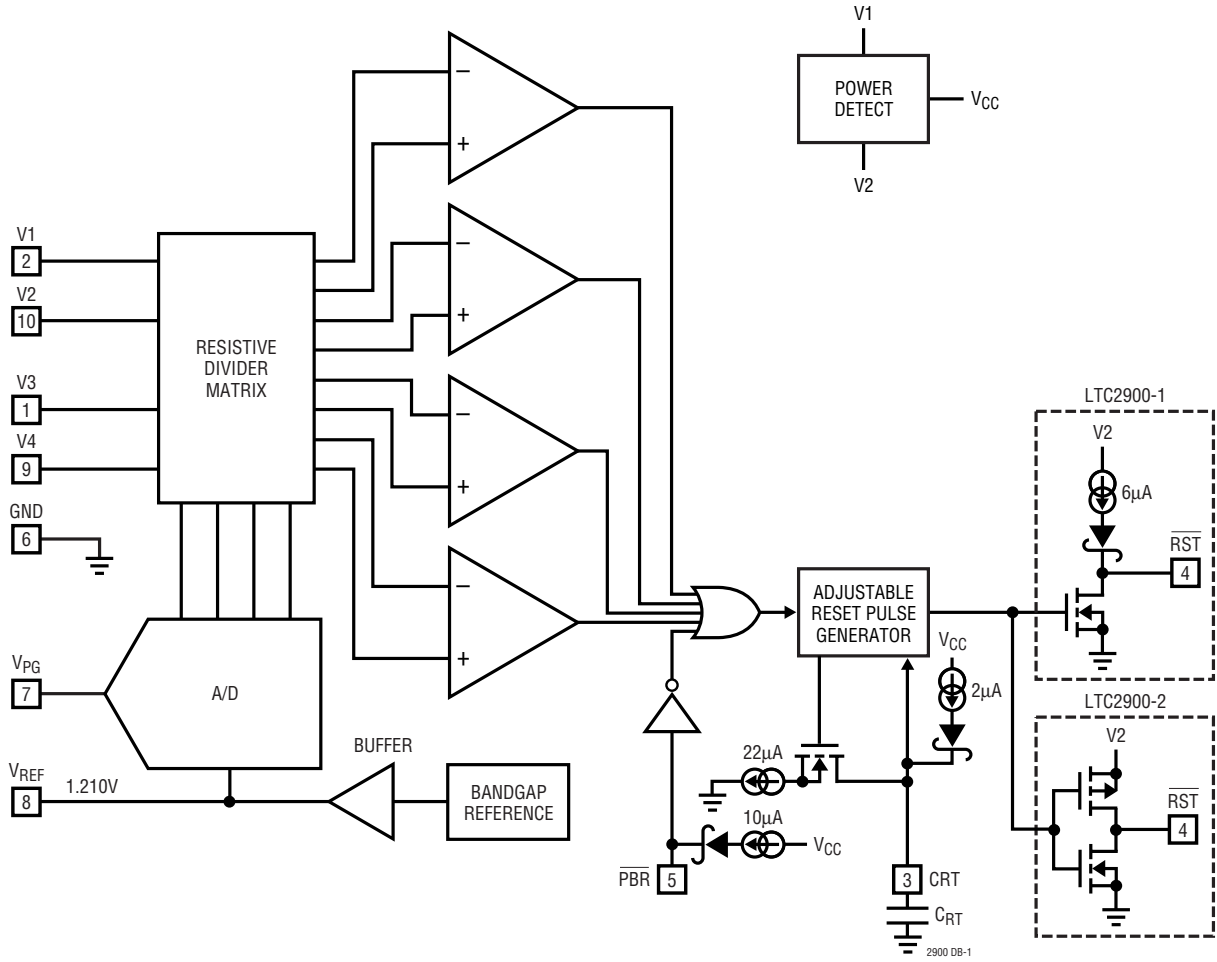 V1
POWER
DETECT
VCC
V2
−
+
−
+
−
+
−
+
V1
2
V2
10
V3
1
V4
9
GND
6
RESISTIVE
DIVIDER
MATRIX
VPG
7
A/D
VREF
8
1.210V
BUFFER
BANDGAP
REFERENCE
ADJUSTABLE
RESET PULSE
GENERATOR
VCC
2µA
22µA
10µA
VCC
PBR
5
3
CRT
CRT
2900 DB-1
LTC2900-1
V2
6µA
RST
4
LTC2900-2
V2
RST
4